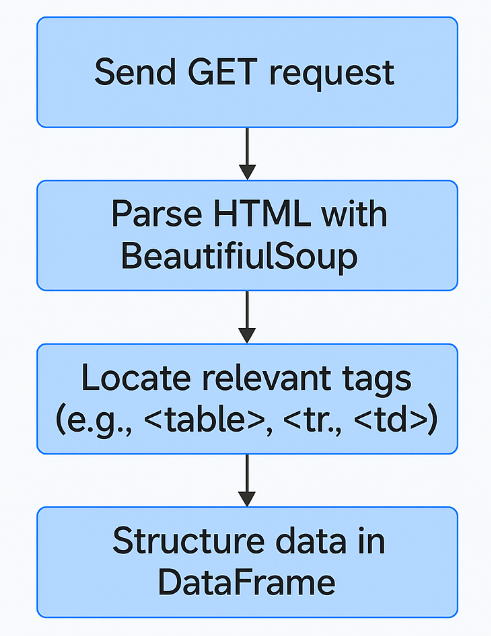 Send GET request
Parse HTML with
BeautifiulSoup
Locate relevant tags
(e.g., <table>, <tr., <td>)
Structure data in
DataFrame